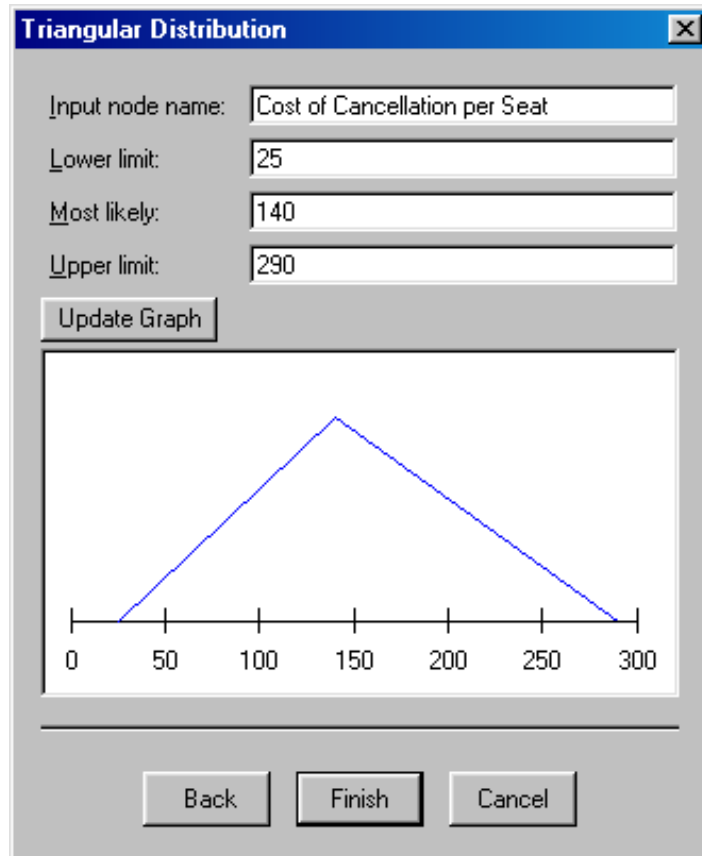 Triangular Distribution
Input node name: Cost of Cancellation per Seat
Lower limit: 25
Most likely: 140
Upper limit: 290
Update Graph
0 50 100 150 200 250 300
Back Finish Cancel